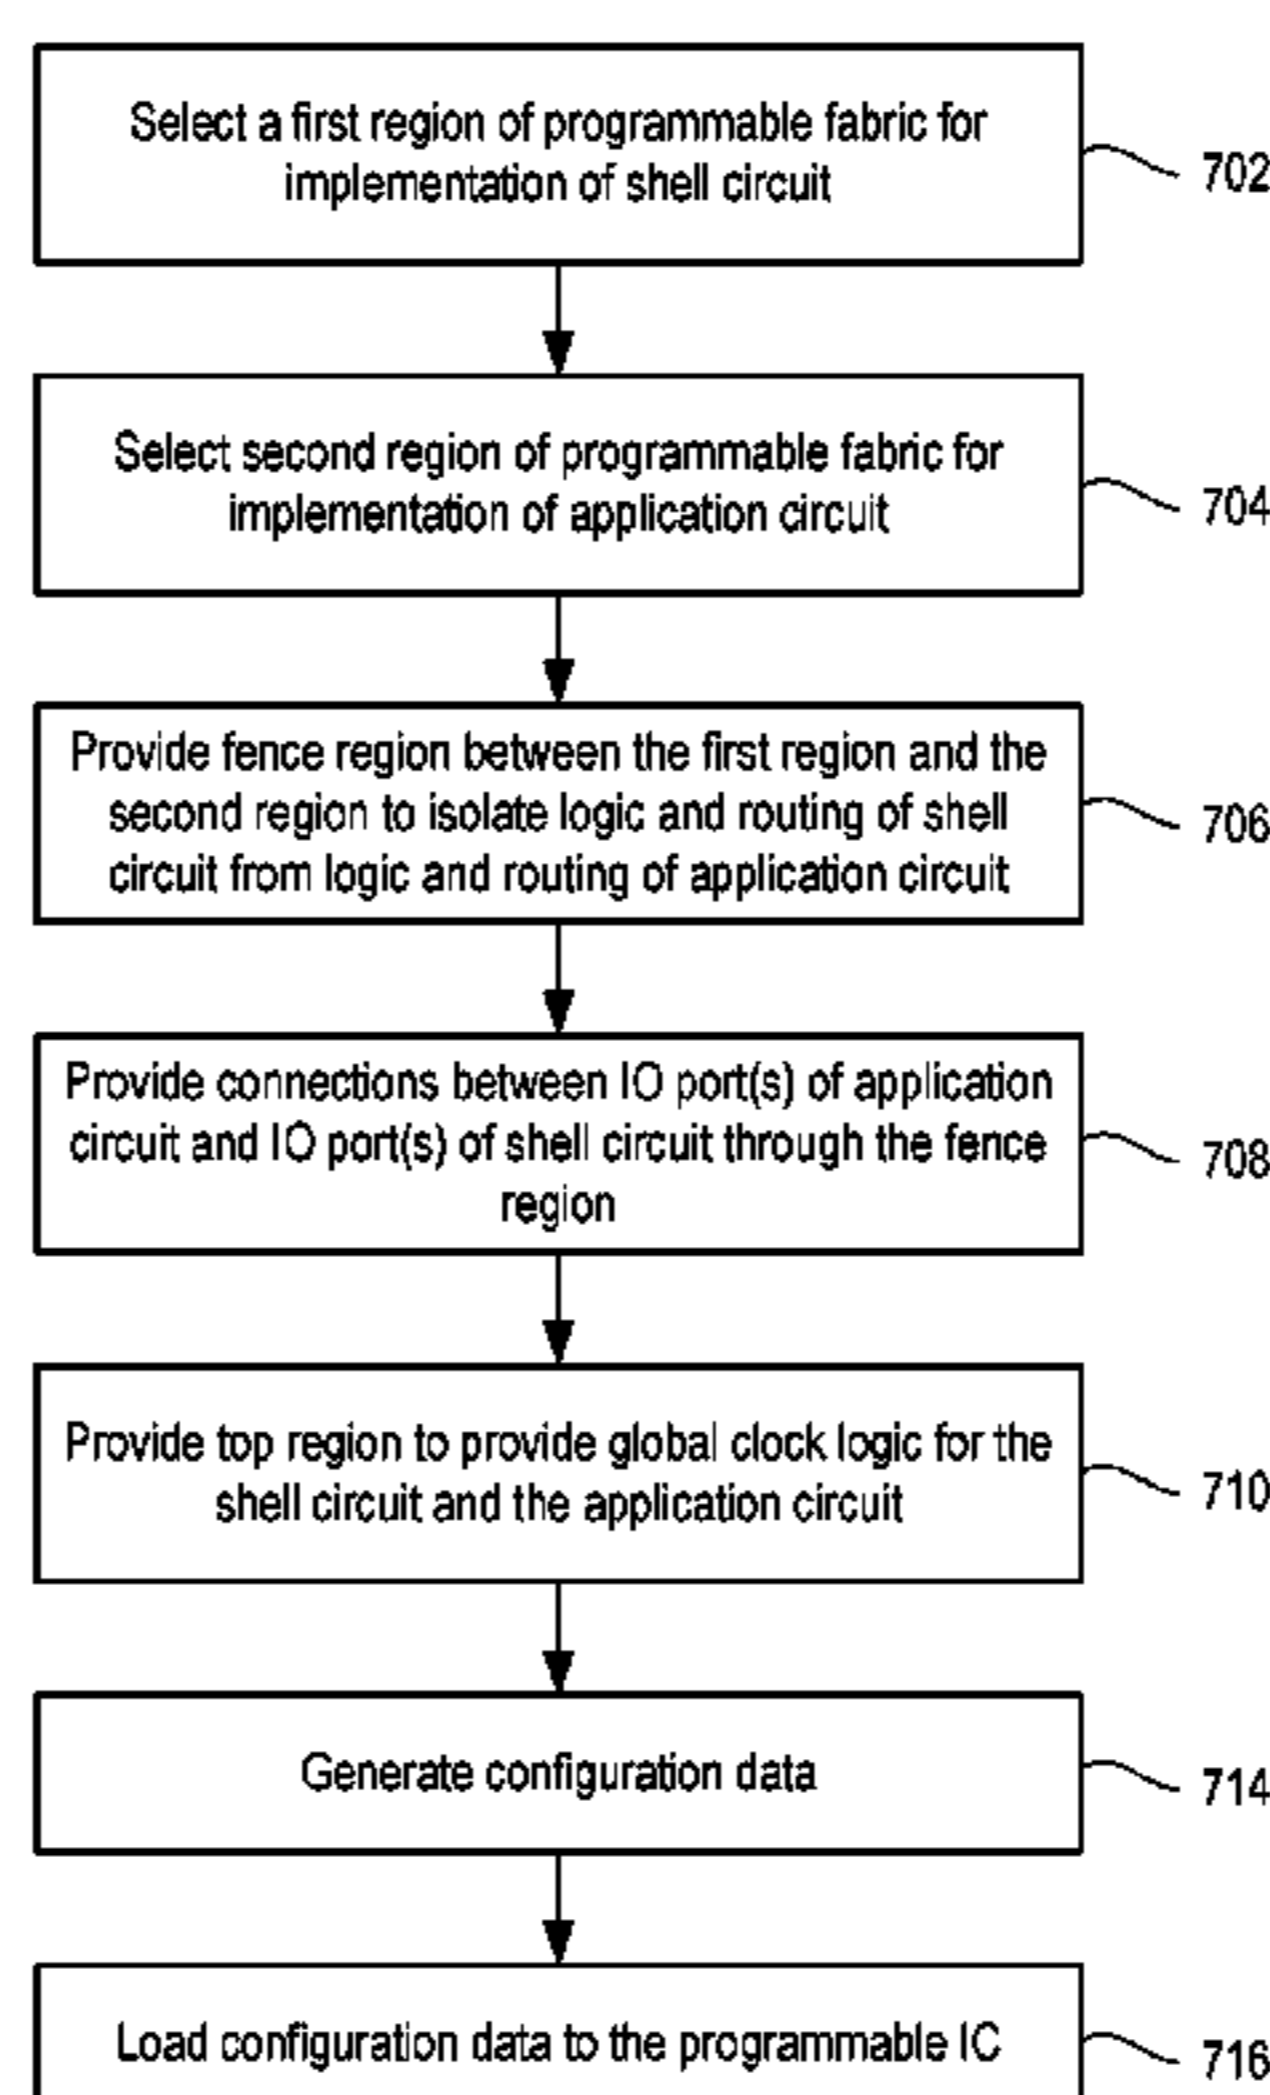 Select a first region of programmable fabric for
implementation of shell circuit
702
Select second region of programmable fabric for
implementation of application circuit
704
Provide fence region between the first region and the
second region to isolate logic and routing of shell
circuit from logic and routing of application circuit
706
Provide connections between IO port(s) of application
circuit and IO port(s) of shell circuit through the fence
region
708
Provide top region to provide global clock logic for the
shell circuit and the application circuit
710
Generate configuration data
714
Load configuration data to the programmable IC
716